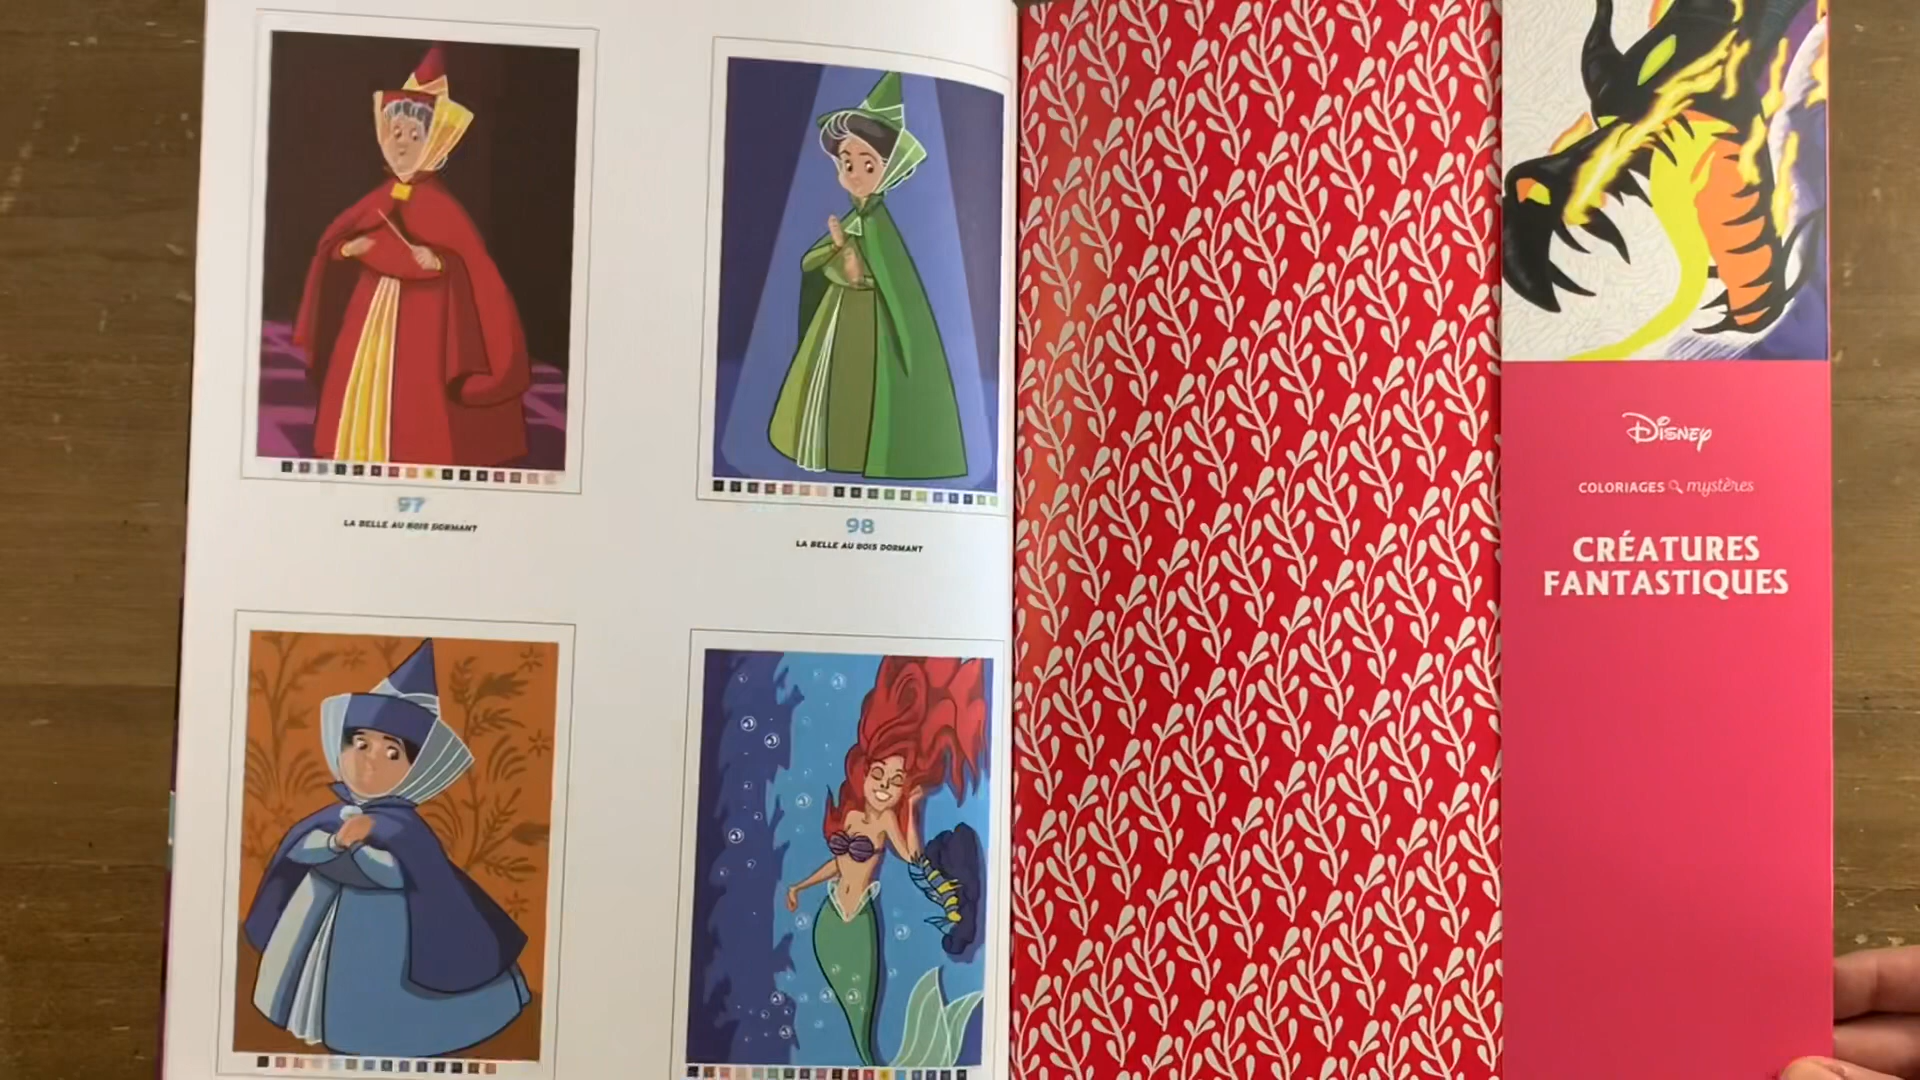 97
LA BELLE AU BOIS DORMANT
98
LA BELLE AU BOIS DORMANT
Disney
COLORIAGES mystères
CRÉATURES
FANTASTIQUES